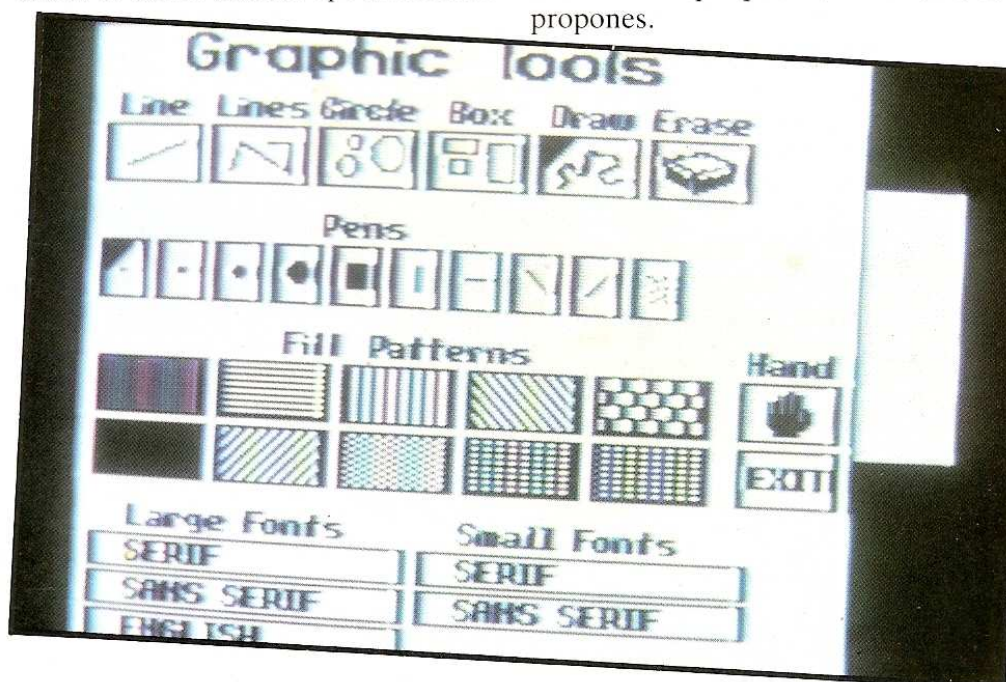 propones.
Graphic Tools
Line Lines Circle Box Draw Erase
Pens
Fill Patterns
Hand
EXIT
Large Fonts Small Fonts
SERIF SERIF
SANS SERIF SANS SERIF
ENGLISH